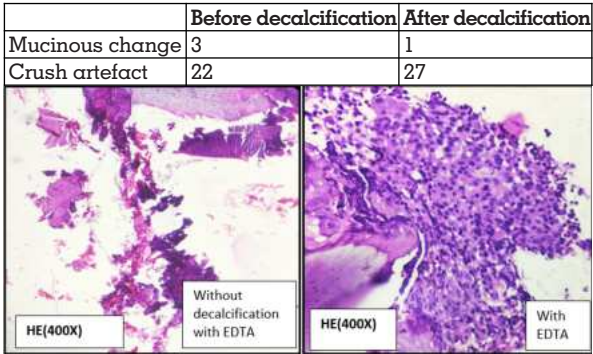 Before decalcification After decalcification
Mucinous change 3 1
Crush artefact 22 27
Without
decalcification
with EDTA
HE(400X)
HE(400X)
With
EDTA